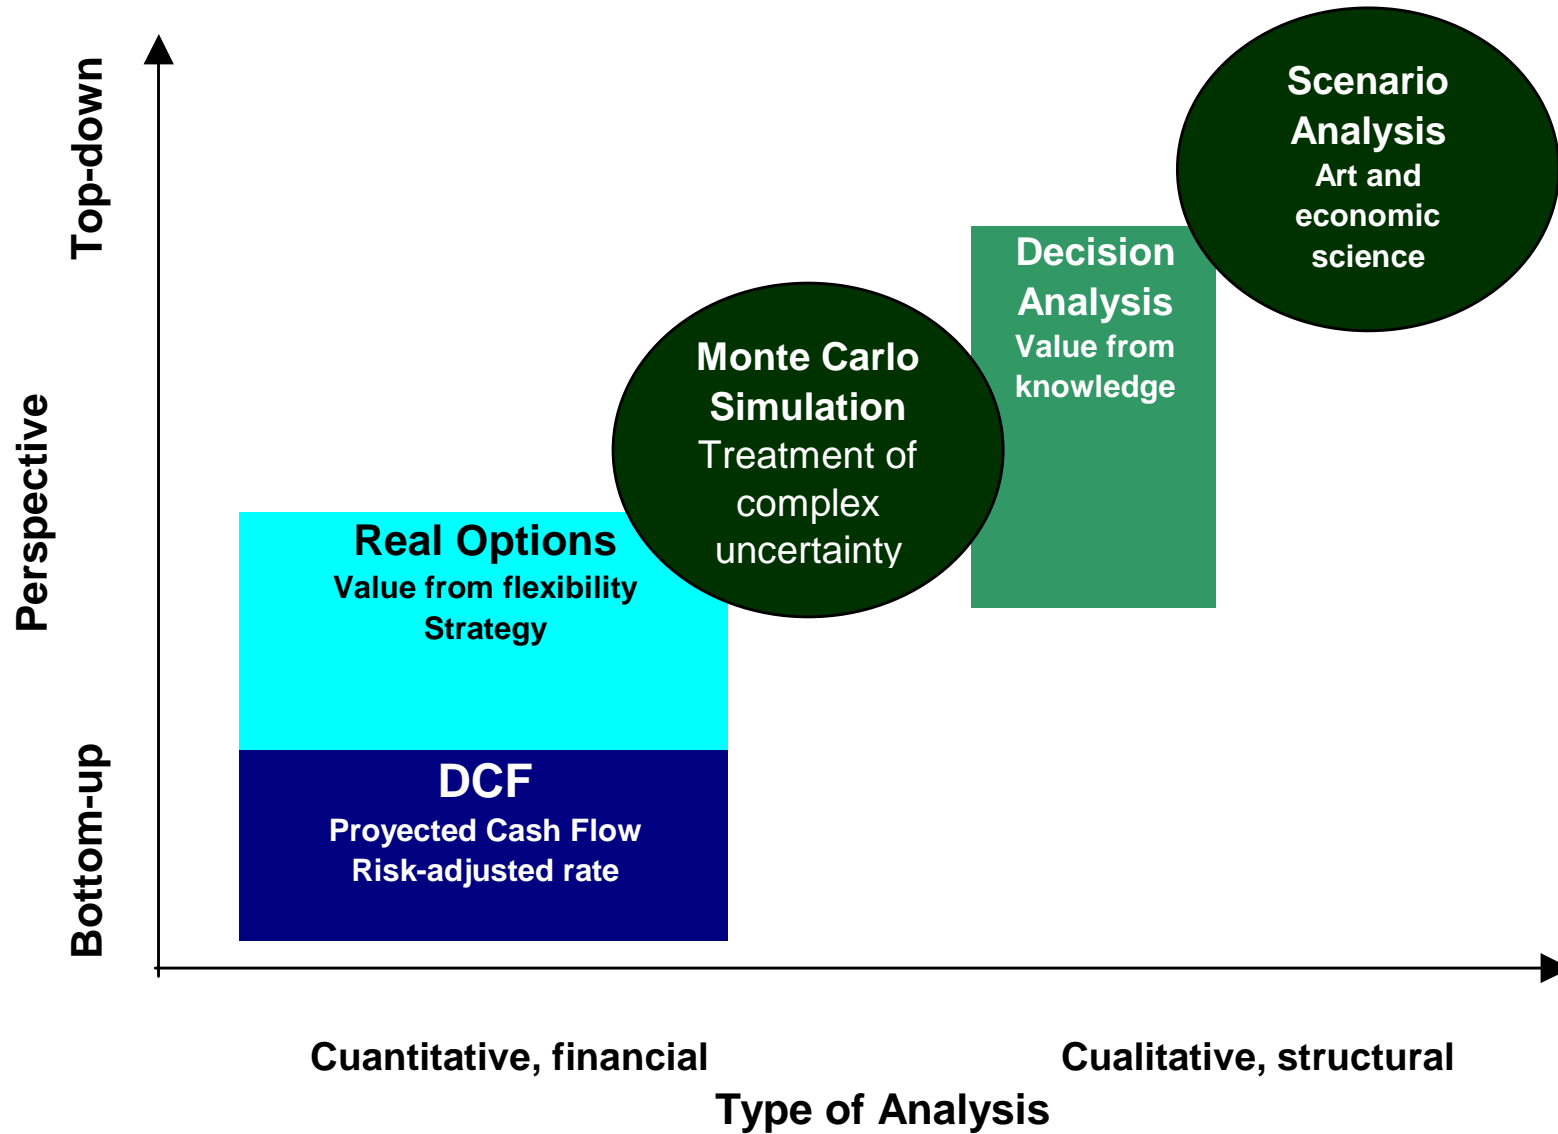 Top-down
Perspective
Bottom-up
Scenario
Analysis
Art and
economic
science
Decision
Analysis
Value from
knowledge
Monte Carlo
Simulation
Treatment of
complex
uncertainty
Real Options
Value from flexibility
Strategy
DCF
Proyected Cash Flow
Risk-adjusted rate
Cuantitative, financial
Cualitative, structural
Type of Analysis